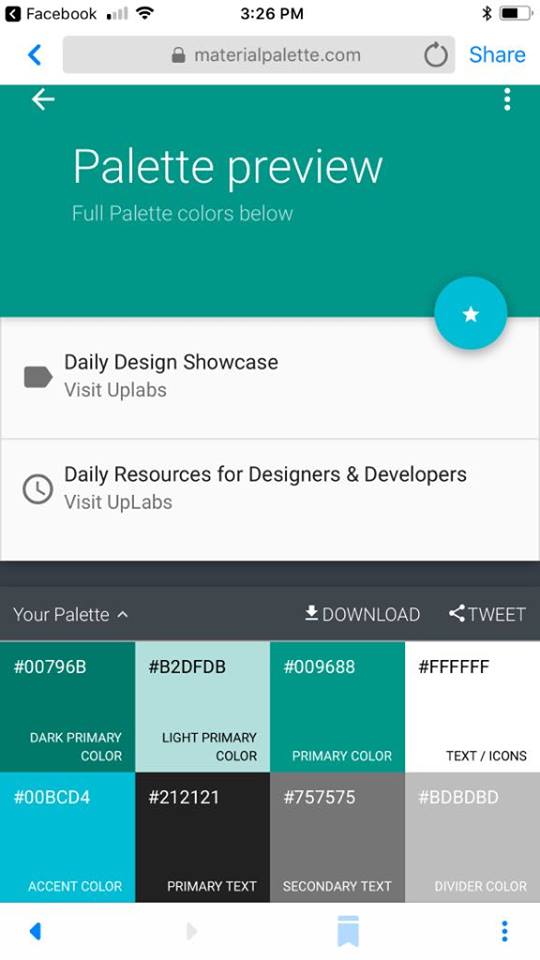 Facebook 3:26 PM
materialpalette.com Share
Palette preview
Full Palette colors below
Daily Design Showcase
Visit Uplabs
Daily Resources for Designers & Developers
Visit UpLabs
Your Palette DOWNLOAD TWEET
#00796B #B2DFDB #009688 #FFFFFF
DARK PRIMARY COLOR LIGHT PRIMARY COLOR PRIMARY COLOR TEXT / ICONS
#00BCD4 #212121 #757575 #BDBDBD
ACCENT COLOR PRIMARY TEXT SECONDARY TEXT DIVIDER COLOR